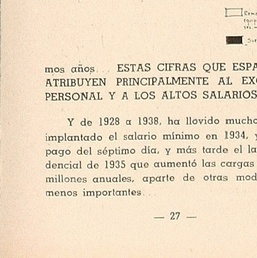 mos años... ESTAS CIFRAS QUE ESPA
ATRIBUYEN PRINCIPALMENTE AL EXC
PERSONAL Y A LOS ALTOS SALARIOS
Y de 1928 a 1938, ha llovido mucho
implantado el salario mínimo en 1934, y
pago del séptimo día, y más tarde el la
dencial de 1935 que aumentó las cargas
millones anuales, aparte de otras mod
menos importantes...
— 27 —